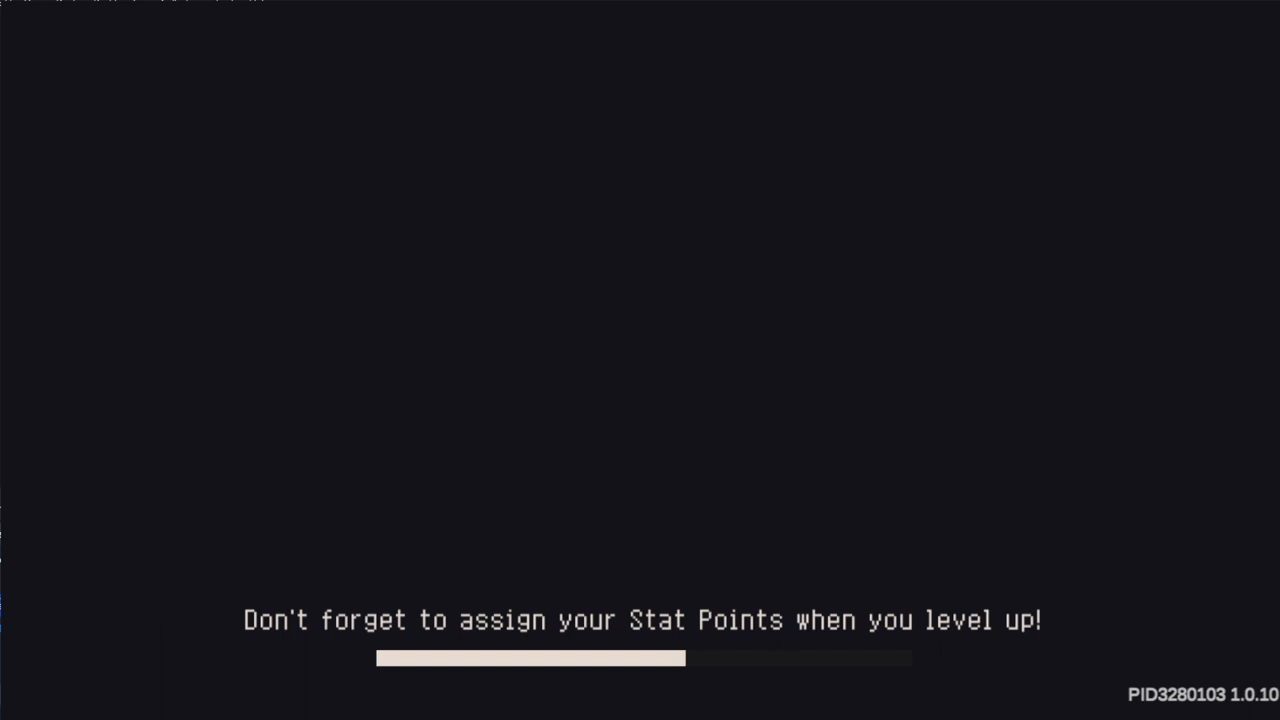 Don't forget to assign your Stat Points when you level up!
PID3280103 1.0.10